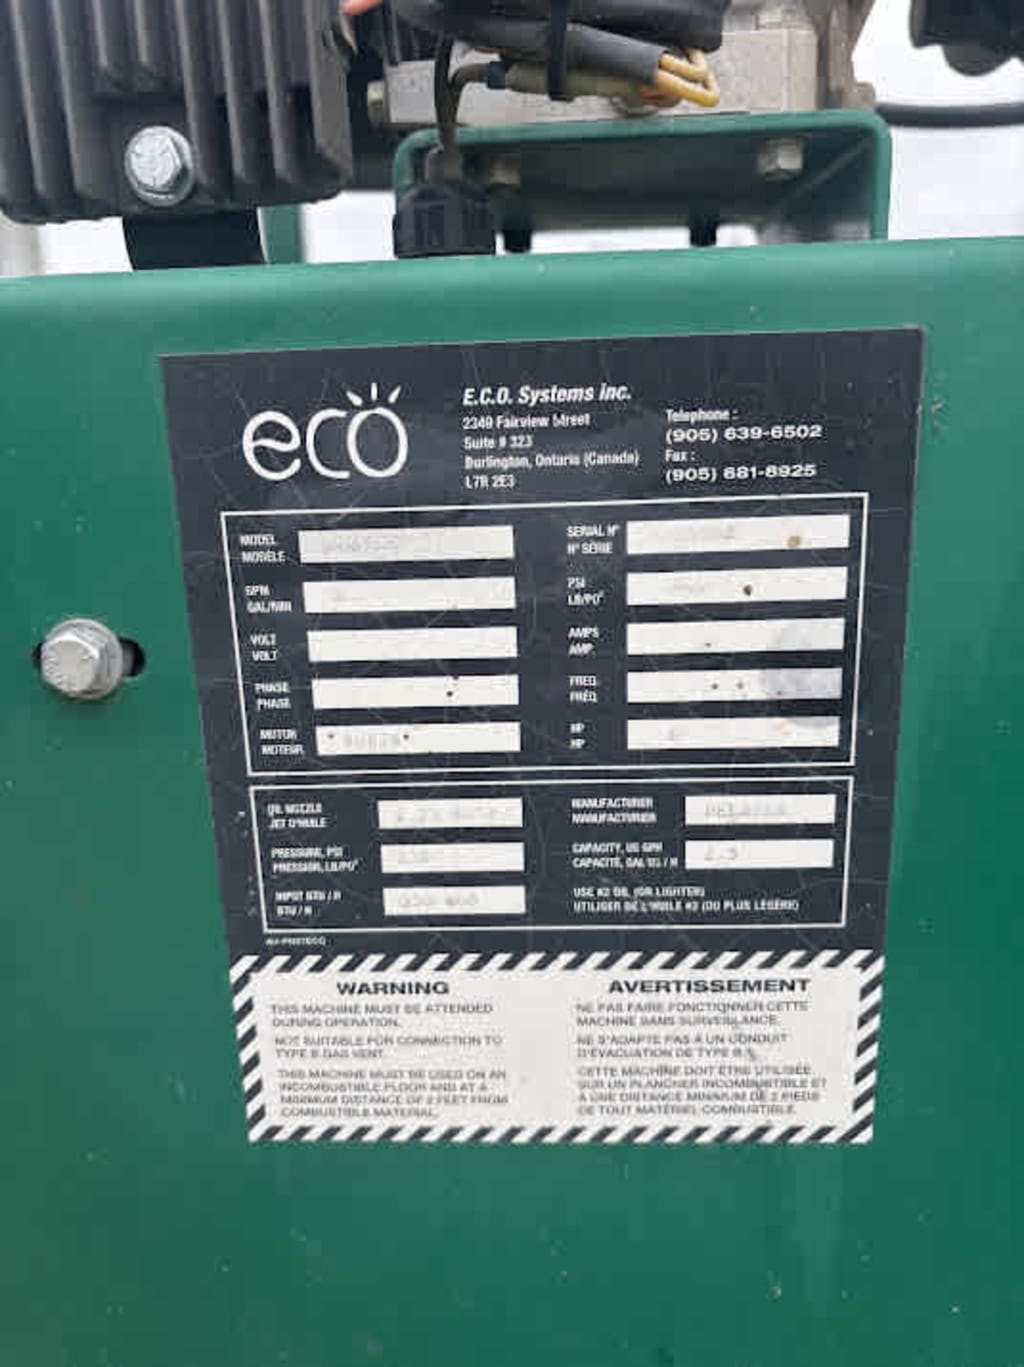 eco
E.C.O. Systems inc.
2349 Fairview Street
Suite # 323
Burlington, Ontario (Canada)
L7R 2E3
Telephone :
(905) 639-6502
Fax :
(905) 681-8925
MODEL
MODÈLE
SERIAL N°
N° SÉRIE
GPM
GAL/MIN
PSI
LB/PO²
VOLT
VOLT
AMPS
AMP.
PHASE
PHASE
FREQ.
FRÉQ.
MOTOR
MOTEUR
HP
HP
OIL NOZZLE
JET D'HUILE
MANUFACTURER
MANUFACTURIER
PRESSURE, PSI
PRESSION, LB/PO²
CAPACITY, US GPH
CAPACITÉ, GAL US / H
2.5
INPUT BTU / H
BTU / H
USE #2 OIL (OR LIGHTER)
UTILISER DE L'HUILE #2 (OU PLUS LÉGÈRE)
WARNING
THIS MACHINE MUST BE ATTENDED
DURING OPERATION.
NOT SUITABLE FOR CONNECTION TO
TYPE B GAS VENT.
THIS MACHINE MUST BE USED ON AN
INCOMBUSTIBLE FLOOR AND AT A
MINIMUM DISTANCE OF 2 FEET FROM
COMBUSTIBLE MATERIAL.
AVERTISSEMENT
NE PAS FAIRE FONCTIONNER CETTE
MACHINE SANS SURVEILLANCE.
NE S'ADAPTE PAS À UN CONDUIT
D'ÉVACUATION DE TYPE B.
CETTE MACHINE DOIT ÊTRE UTILISÉE
SUR UN PLANCHER INCOMBUSTIBLE ET
À UNE DISTANCE MINIMUM DE 2 PIEDS
DE TOUT MATÉRIEL COMBUSTIBLE.